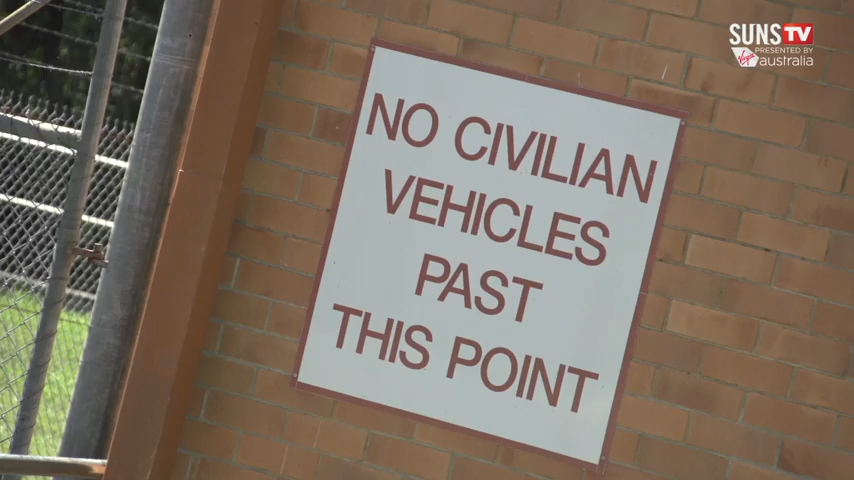 SUNS TV
PRESENTED BY
Virgin australia
NO CIVILIAN
VEHICLES
PAST
THIS POINT